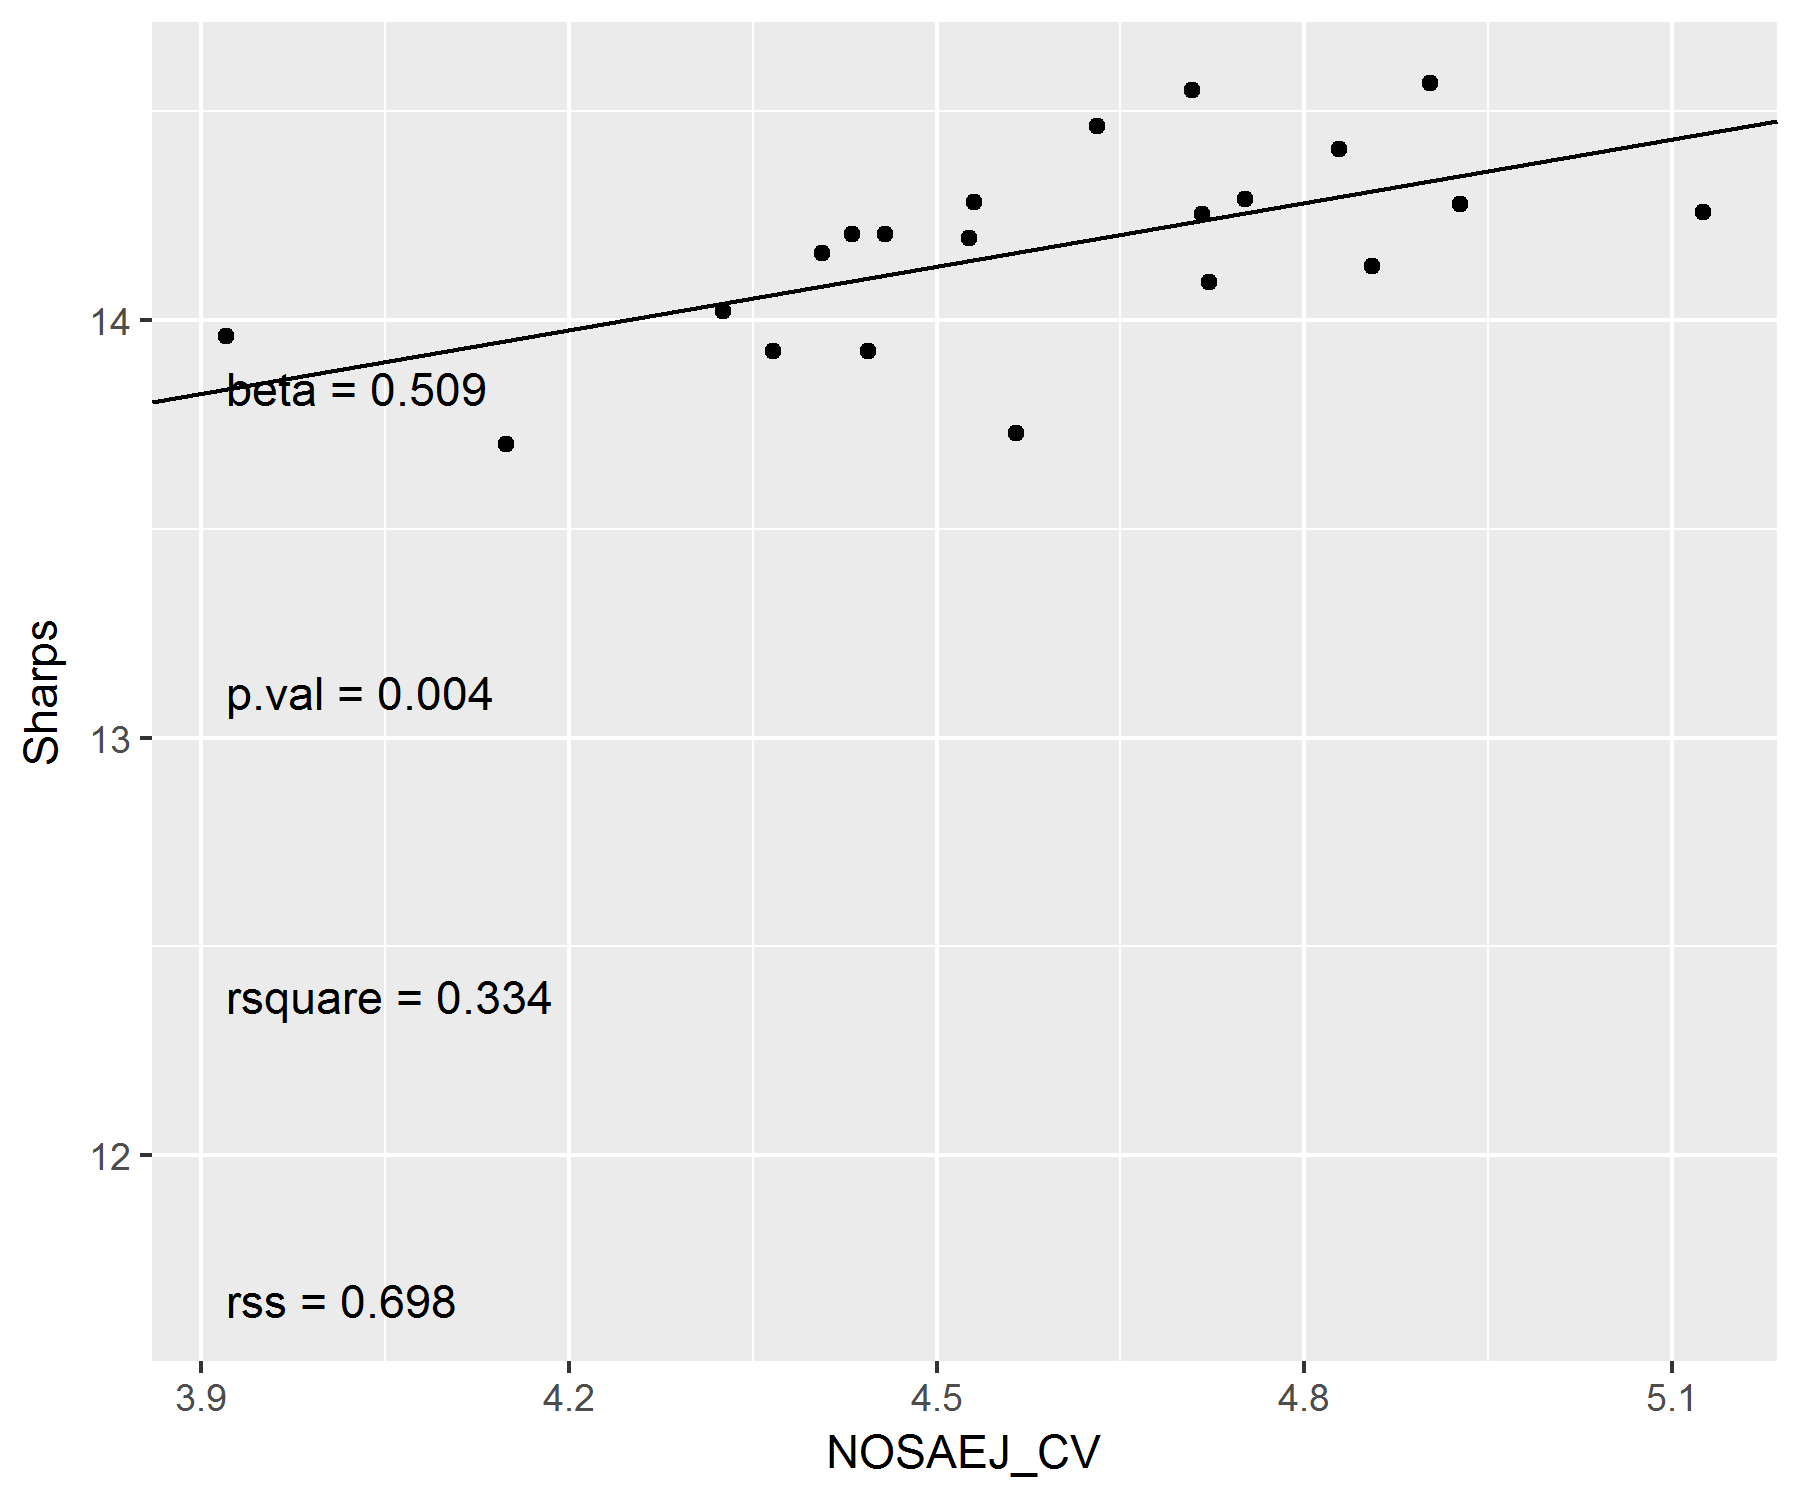 14
beta = 0.509
p.val = 0.004
13
Sharps
rsquare = 0.334
12
rss = 0.698
3.9 4.2 4.5 4.8 5.1
NOSAEJ_CV